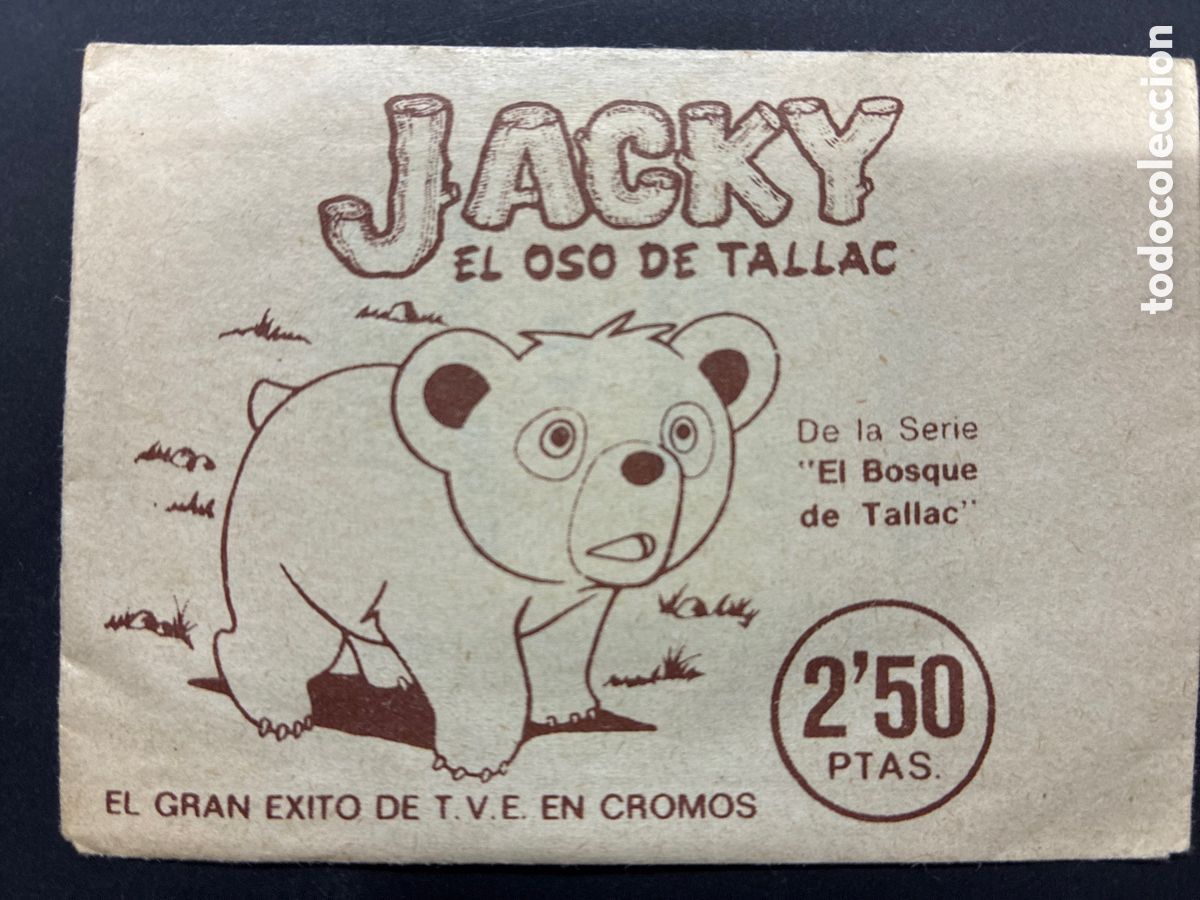 JACKY
EL OSO DE TALLAC
De la Serie
"El Bosque
de Tallac"
2'50
PTAS.
EL GRAN EXITO DE T.V.E. EN CROMOS
todocoleccion